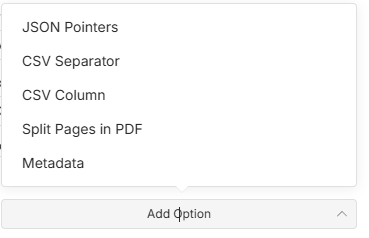 JSON Pointers
CSV Separator
CSV Column
Split Pages in PDF
Metadata
Add Option